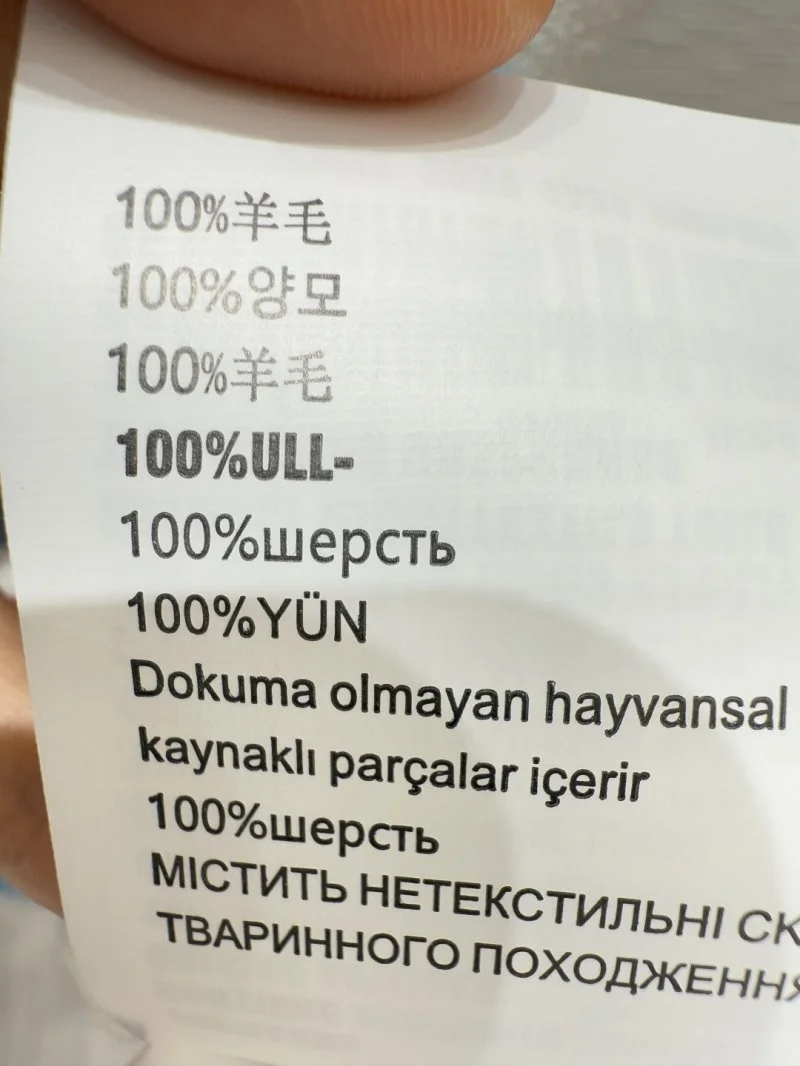 100%羊毛
100%양모
100%羊毛
100%ULL-
100%шерсть
100%YÜN
Dokuma olmayan hayvansal
kaynaklı parçalar içerir
100%шерсть
МІСТИТЬ НЕТЕКСТИЛЬНІ
ТВАРИННОГО ПОХОДЖЕННЯ